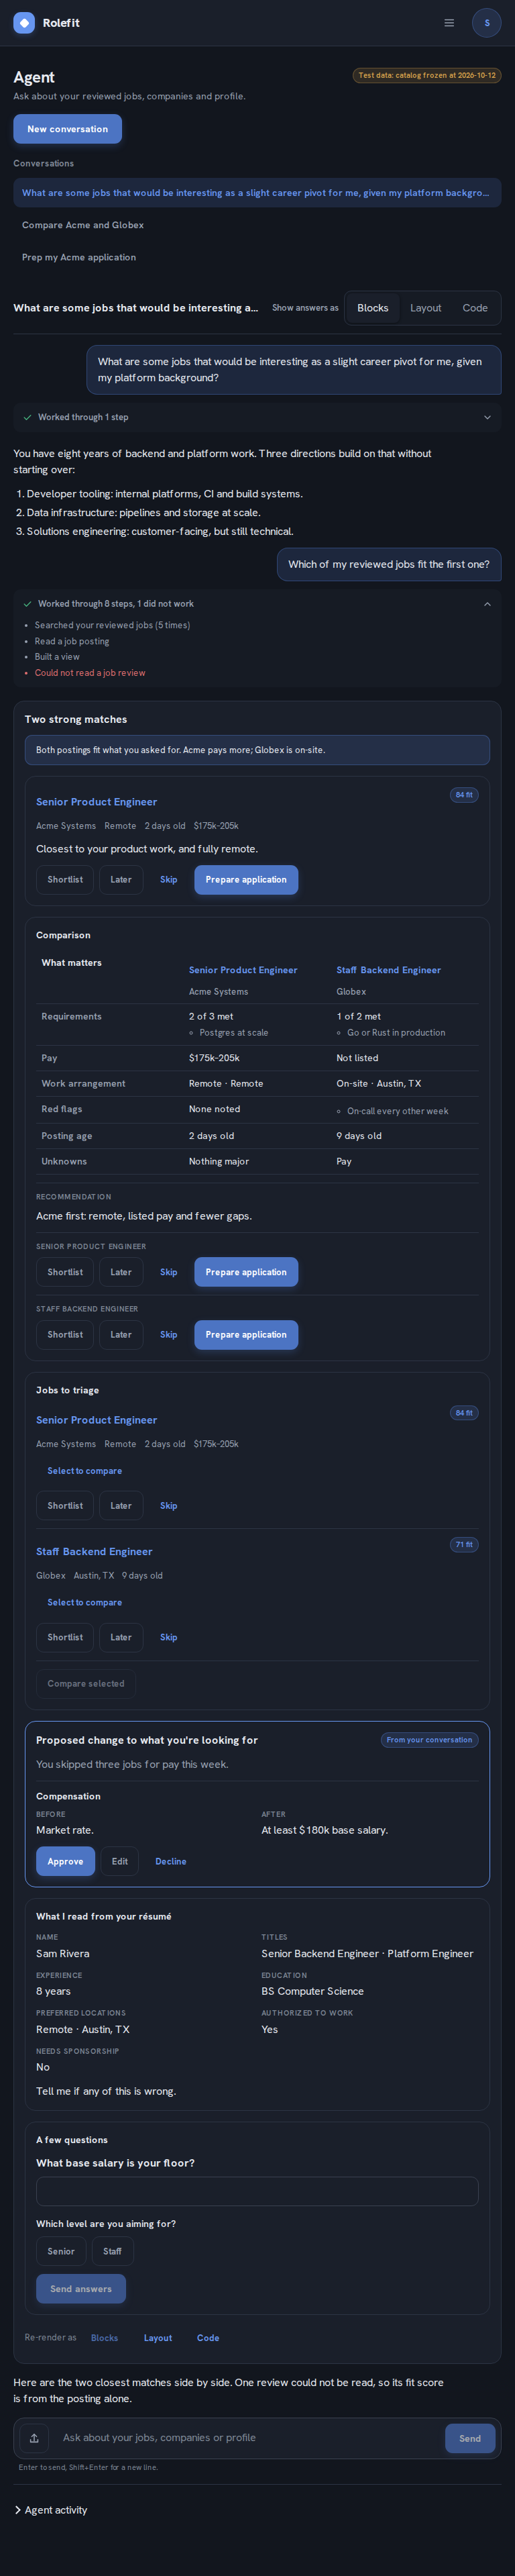 Rolefit
S
Agent
Test data: catalog frozen at 2026-10-12
Ask about your reviewed jobs, companies and profile.
New conversation
Conversations
What are some jobs that would be interesting as a slight career pivot for me, given my platform backgro...
Compare Acme and Globex
Prep my Acme application
What are some jobs that would be interesting a...
Show answers as
Blocks
Layout
Code
What are some jobs that would be interesting as a slight career pivot for me, given
my platform background?
Worked through 1 step
You have eight years of backend and platform work. Three directions build on that without
starting over:
1. Developer tooling: internal platforms, CI and build systems.
2. Data infrastructure: pipelines and storage at scale.
3. Solutions engineering: customer-facing, but still technical.
Which of my reviewed jobs fit the first one?
Worked through 8 steps, 1 did not work
Searched your reviewed jobs (5 times)
Read a job posting
Built a view
Could not read a job review
Two strong matches
Both postings fit what you asked for. Acme pays more; Globex is on-site.
Senior Product Engineer
84 fit
Acme Systems Remote 2 days old $175k–205k
Closest to your product work, and fully remote.
Shortlist Later Skip Prepare application
Comparison
What matters
Senior Product Engineer
Acme Systems
Staff Backend Engineer
Globex
Requirements
2 of 3 met
Postgres at scale
1 of 2 met
Go or Rust in production
Pay $175k–205k Not listed
Work arrangement Remote · Remote On-site · Austin, TX
Red flags None noted On-call every other week
Posting age 2 days old 9 days old
Unknowns Nothing major Pay
RECOMMENDATION
Acme first: remote, listed pay and fewer gaps.
SENIOR PRODUCT ENGINEER
Shortlist Later Skip Prepare application
STAFF BACKEND ENGINEER
Shortlist Later Skip Prepare application
Jobs to triage
Senior Product Engineer
84 fit
Acme Systems Remote 2 days old $175k–205k
Select to compare
Shortlist Later Skip
Staff Backend Engineer
71 fit
Globex Austin, TX 9 days old
Select to compare
Shortlist Later Skip
Compare selected
Proposed change to what you're looking for
From your conversation
You skipped three jobs for pay this week.
Compensation
BEFORE
Market rate.
AFTER
At least $180k base salary.
Approve Edit Decline
What I read from your résumé
NAME
Sam Rivera
TITLES
Senior Backend Engineer · Platform Engineer
EXPERIENCE
8 years
EDUCATION
BS Computer Science
PREFERRED LOCATIONS
Remote · Austin, TX
AUTHORIZED TO WORK
Yes
NEEDS SPONSORSHIP
No
Tell me if any of this is wrong.
A few questions
What base salary is your floor?
Which level are you aiming for?
Senior Staff
Send answers
Re-render as Blocks Layout Code
Here are the two closest matches side by side. One review could not be read, so its fit score
is from the posting alone.
Ask about your jobs, companies or profile
Send
Enter to send, Shift+Enter for a new line.
Agent activity